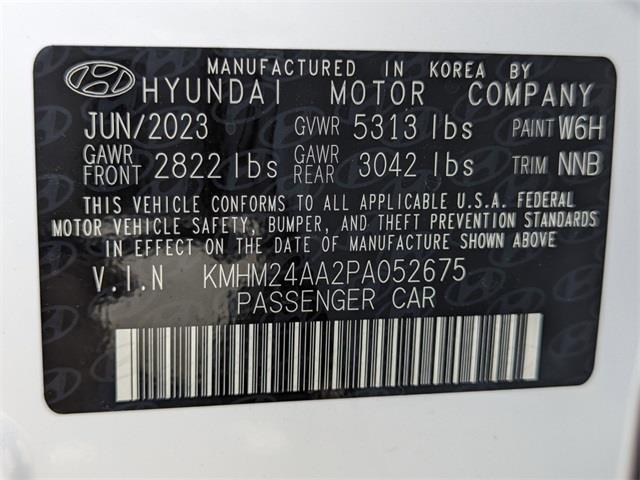 MANUFACTURED IN KOREA BY
HYUNDAI MOTOR COMPANY
JUN/2023 GVWR 5313 lbs PAINT W6H
GAWR FRONT 2822 lbs GAWR REAR 3042 lbs TRIM NNB
THIS VEHICLE CONFORMS TO ALL APPLICABLE U.S.A. FEDERAL
MOTOR VEHICLE SAFETY, BUMPER, AND THEFT PREVENTION STANDARDS
IN EFFECT ON THE DATE OF MANUFACTURE SHOWN ABOVE
V.I.N KMHM24AA2PA052675
PASSENGER CAR